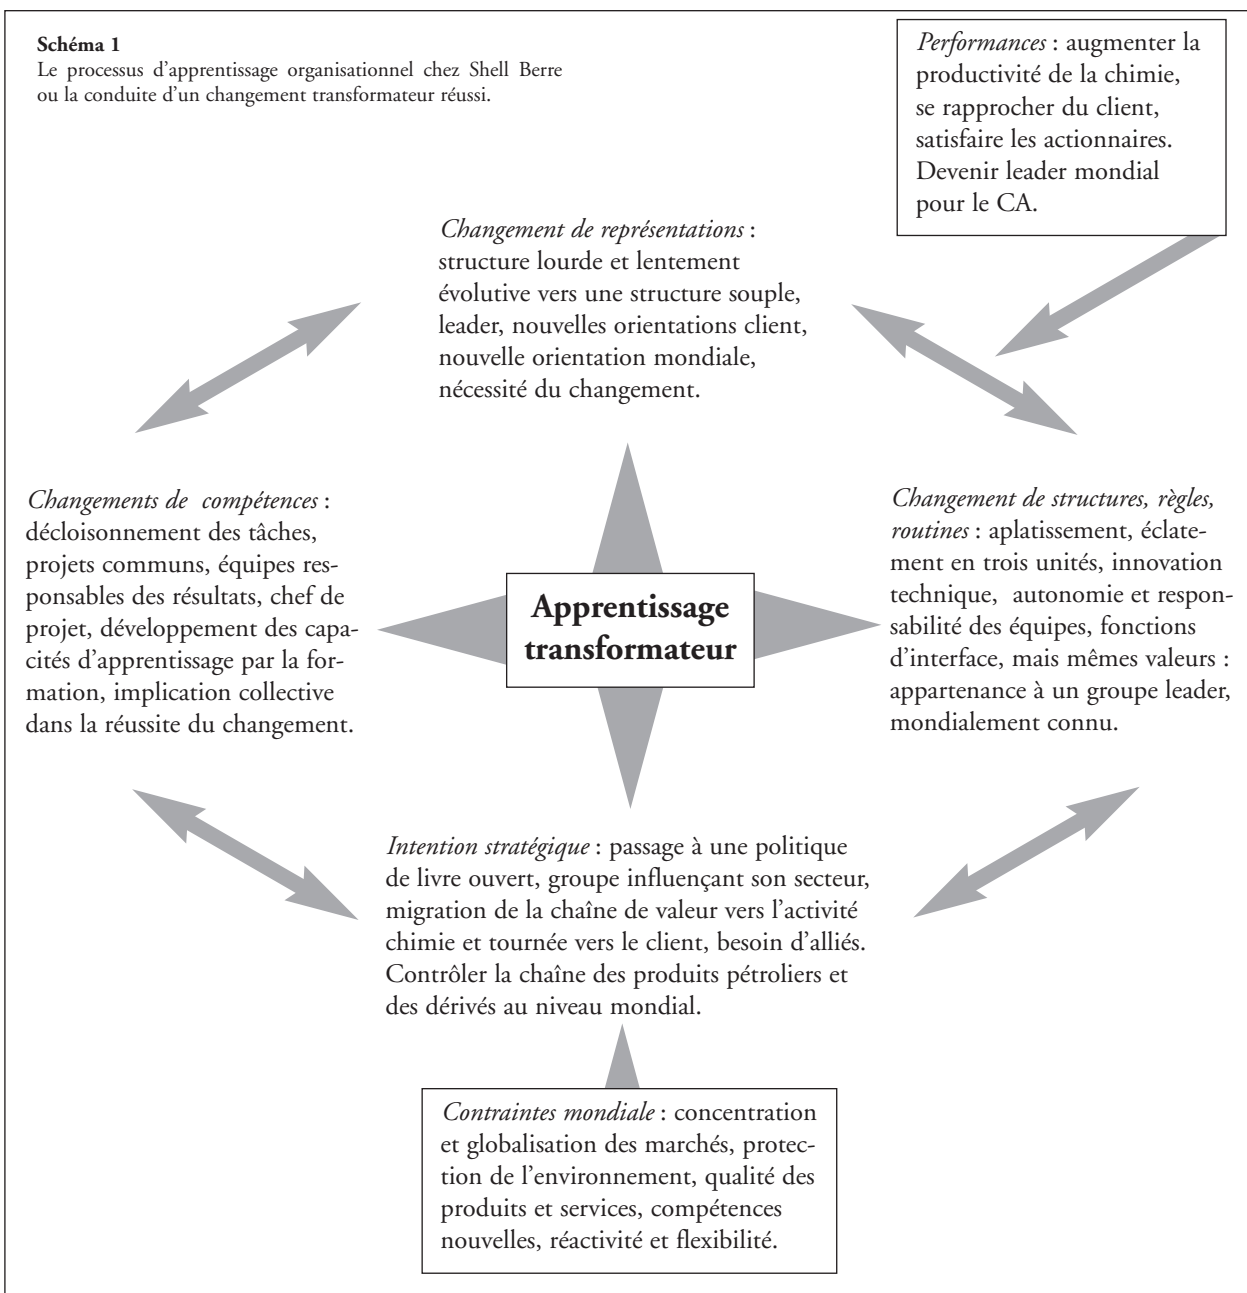 Schéma 1
Le processus d'apprentissage organisationnel chez Shell Berre
ou la conduite d'un changement transformateur réussi.
Performances : augmenter la
productivité de la chimie,
se rapprocher du client,
satisfaire les actionnaires.
Devenir leader mondial
pour le CA.
Changement de représentations :
structure lourde et lentement
évolutive vers une structure souple,
leader, nouvelles orientations client,
nouvelle orientation mondiale,
nécessité du changement.
Changements de compétences :
décloisonnement des tâches,
projets communs, équipes res-
ponsables des résultats, chef de
projet, développement des capa-
cités d'apprentissage par la for-
mation, implication collective
dans la réussite du changement.
Apprentissage
transformateur
Changement de structures, règles,
routines : aplatissement, éclate-
ment en trois unités, innovation
technique, autonomie et respon-
sabilité des équipes, fonctions
d'interface, mais mêmes valeurs :
appartenance à un groupe leader,
mondialement connu.
Intention stratégique : passage à une politique
de livre ouvert, groupe influençant son secteur,
migration de la chaîne de valeur vers l'activité
chimie et tournée vers le client, besoin d'alliés.
Contrôler la chaîne des produits pétroliers et
des dérivés au niveau mondial.
Contraintes mondiale : concentration
et globalisation des marchés, protec-
tion de l'environnement, qualité des
produits et services, compétences
nouvelles, réactivité et flexibilité.